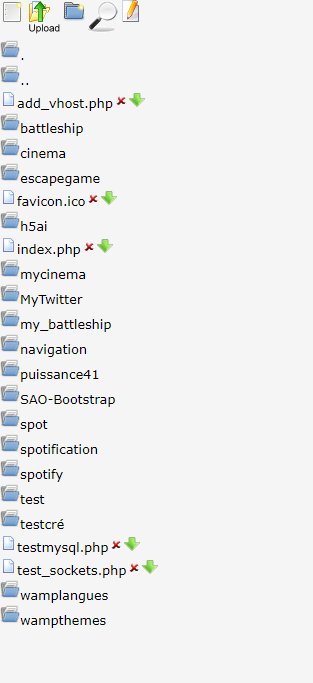 Upload
.
..
add_vhost.php
battleship
cinema
escapegame
favicon.ico
h5ai
index.php
mycinema
MyTwitter
my_battleship
navigation
puissance41
SAO-Bootstrap
spot
spotification
spotify
test
testcré
testmysql.php
test_sockets.php
wamplangues
wampthemes